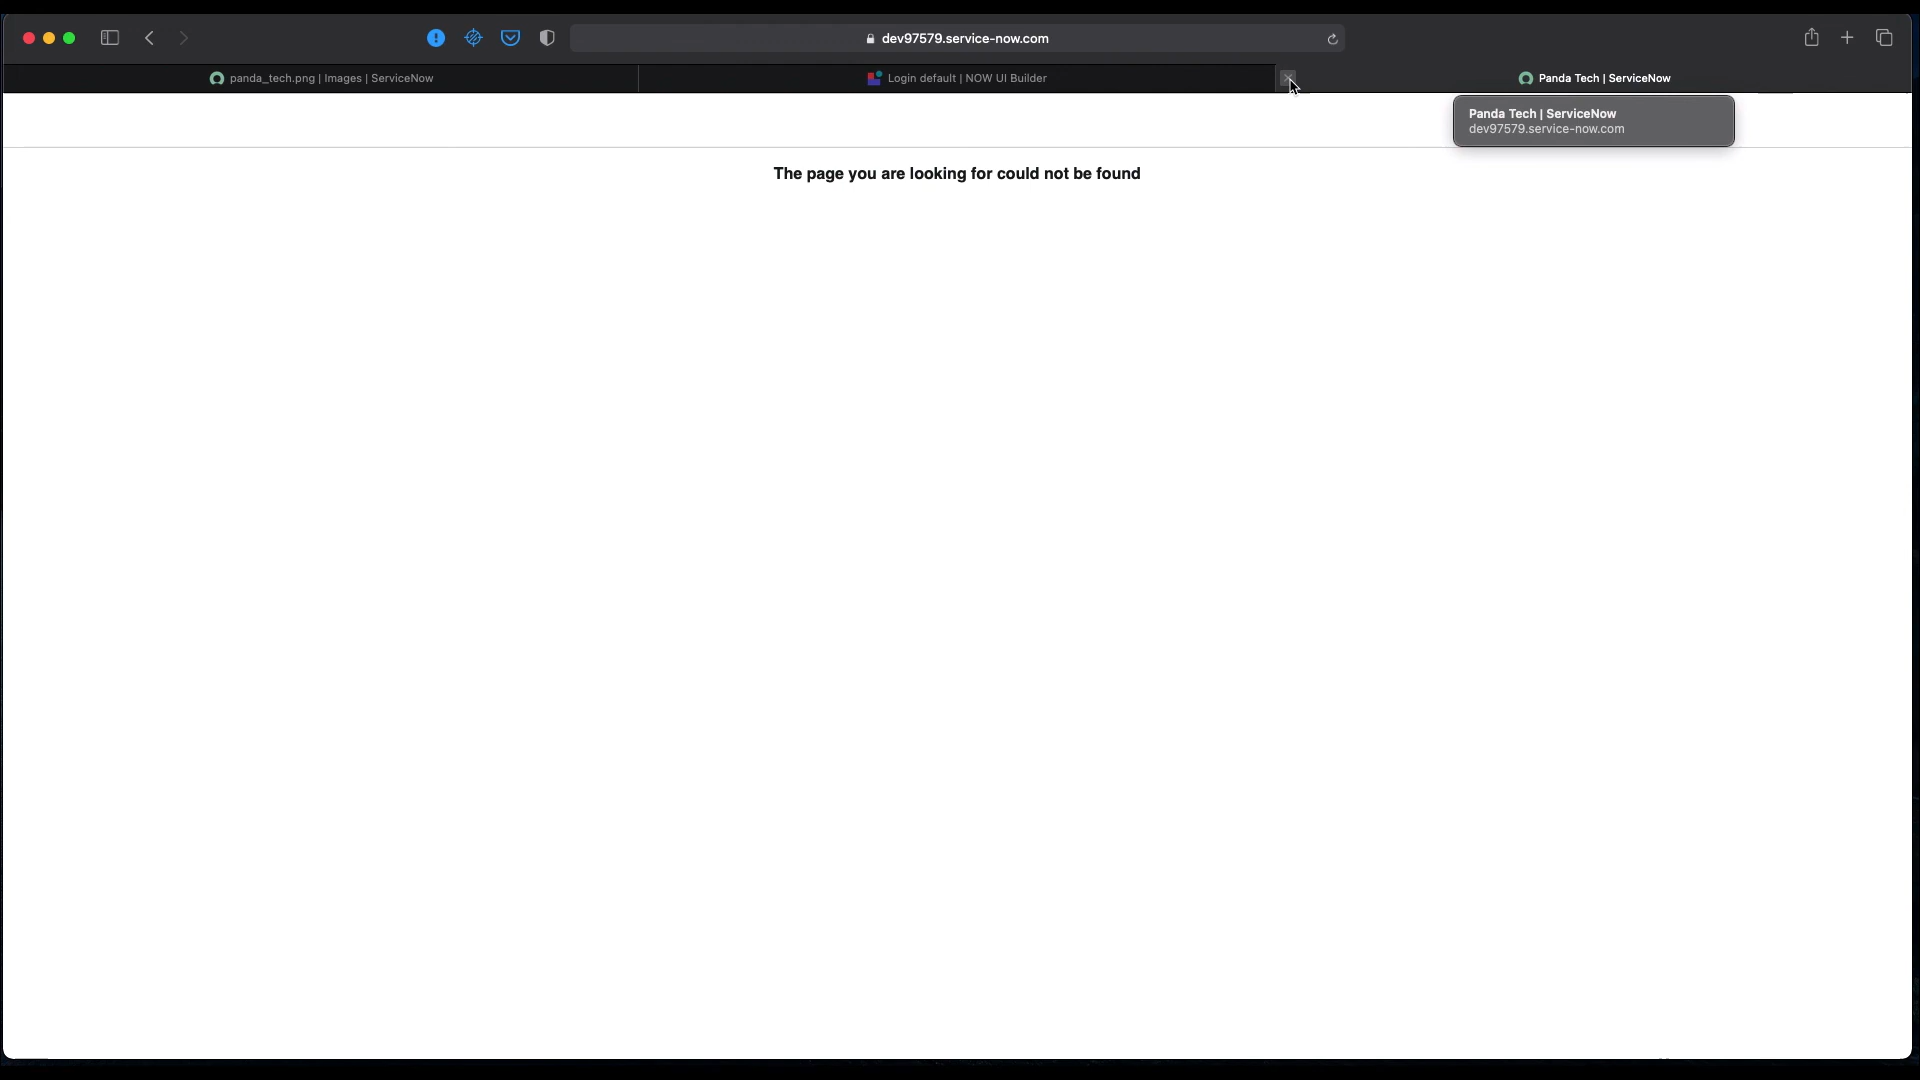 dev97579.service-now.com
panda_tech.png | Images | ServiceNow
Login default | NOW UI Builder
Panda Tech | ServiceNow
Panda Tech | ServiceNow
dev97579.service-now.com
The page you are looking for could not be found